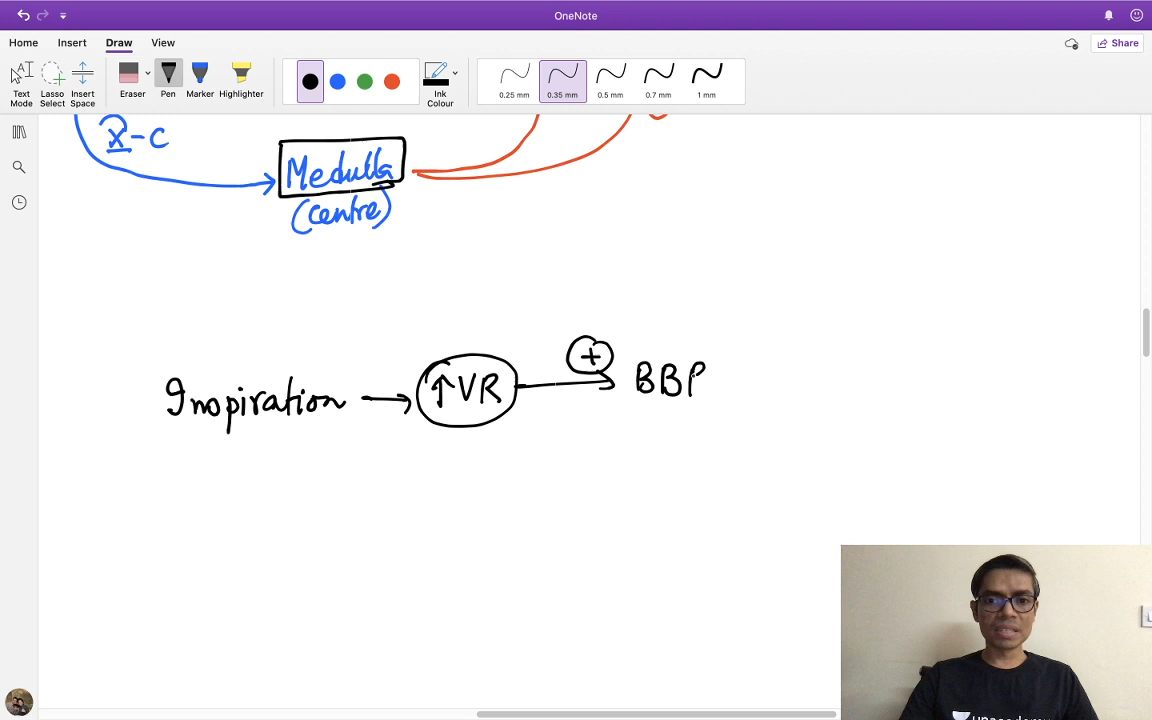 OneNote
Home Insert Draw View
Share
Text Mode
Lasso Select
Insert Space
Eraser
Pen
Marker
Highlighter
Ink Colour
0.25 mm
0.35 mm
0.5 mm
0.7 mm
1 mm
x - c
Medulla
(centre)
Inspiration → ↑VR → + BBP